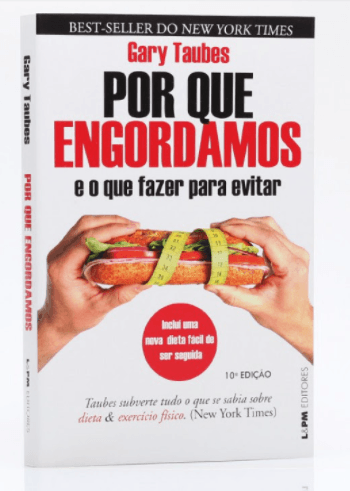 BEST-SELLER DO NEW YORK TIMES
Gary Taubes
POR QUE
ENGORDAMOS
e o que fazer para evitar
Inclui uma
nova dieta fácil de
ser seguida
10ª EDIÇÃO
Taubes subverte tudo o que se sabia sobre
dieta & exercício físico. (New York Times)
L&PM EDITORES
Gary Taubes
POR QUE ENGORDAMOS
L&PM EDITORES